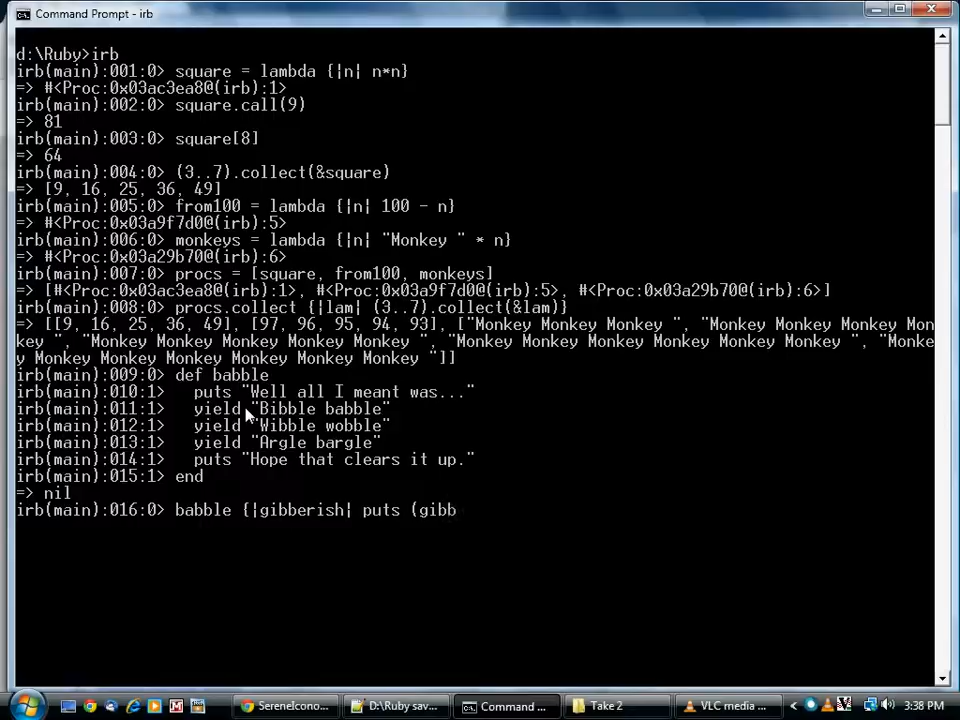 Command Prompt - irb
d:\Ruby>irb
irb(main):001:0> square = lambda {|n| n*n}
=> #<Proc:0x03ac3ea8@(irb):1>
irb(main):002:0> square.call(9)
=> 81
irb(main):003:0> square[8]
=> 64
irb(main):004:0> (3..7).collect(&square)
=> [9, 16, 25, 36, 49]
irb(main):005:0> from100 = lambda {|n| 100 - n}
=> #<Proc:0x03a9f7d0@(irb):5>
irb(main):006:0> monkeys = lambda {|n| "Monkey " * n}
=> #<Proc:0x03a29b70@(irb):6>
irb(main):007:0> procs = [square, from100, monkeys]
=> [#<Proc:0x03ac3ea8@(irb):1>, #<Proc:0x03a9f7d0@(irb):5>, #<Proc:0x03a29b70@(irb):6>]
irb(main):008:0> procs.collect {|lam| (3..7).collect(&lam)}
=> [[9, 16, 25, 36, 49], [97, 96, 95, 94, 93], ["Monkey Monkey Monkey ", "Monkey Monkey Monkey Mon
key ", "Monkey Monkey Monkey Monkey Monkey ", "Monkey Monkey Monkey Monkey Monkey Monkey ", "Monke
y Monkey Monkey Monkey Monkey Monkey Monkey "]]
irb(main):009:0> def babble
irb(main):010:1>   puts "Well all I meant was..."
irb(main):011:1>   yield "Bibble babble"
irb(main):012:1>   yield "Wibble wobble"
irb(main):013:1>   yield "Argle bargle"
irb(main):014:1>   puts "Hope that clears it up."
irb(main):015:1> end
=> nil
irb(main):016:0> babble {|gibberish| puts (gibb
SereneIcono... D:\Ruby sav... Command ... Take 2 VLC media ... 3:38 PM